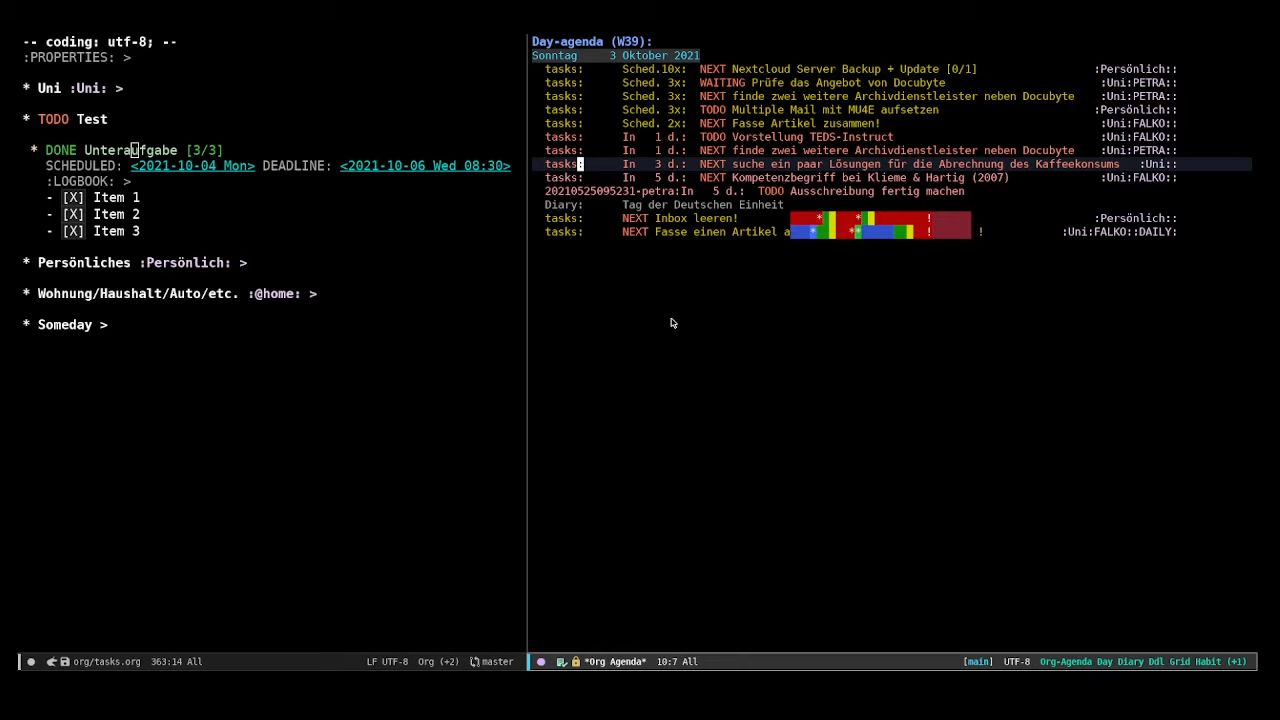 -- coding: utf-8; --
:PROPERTIES: >
* Uni :Uni: >
* TODO Test
* DONE Unteraufgabe [3/3]
SCHEDULED: <2021-10-04 Mon> DEADLINE: <2021-10-06 Wed 08:30>
:LOGBOOK: >
- [X] Item 1
- [X] Item 2
- [X] Item 3
* Persönliches :Persönlich: >
* Wohnung/Haushalt/Auto/etc. :@home: >
* Someday >
org/tasks.org 363:14 All LF UTF-8 Org (+2) master
Day-agenda (W39):
Sonntag 3 Oktober 2021
tasks: Sched.10x: NEXT Nextcloud Server Backup + Update [0/1] :Persönlich::
tasks: Sched. 3x: WAITING Prüfe das Angebot von Docubyte :Uni:PETRA::
tasks: Sched. 3x: NEXT finde zwei weitere Archivdienstleister neben Docubyte :Uni:PETRA::
tasks: Sched. 3x: TODO Multiple Mail mit MU4E aufsetzen :Persönlich::
tasks: Sched. 2x: NEXT Fasse Artikel zusammen! :Uni:FALKO::
tasks: In 1 d.: TODO Vorstellung TEDS-Instruct :Uni:FALKO::
tasks: In 1 d.: NEXT finde zwei weitere Archivdienstleister neben Docubyte :Uni:PETRA::
tasks: In 3 d.: NEXT suche ein paar Lösungen für die Abrechnung des Kaffeekonsums :Uni::
tasks: In 5 d.: NEXT Kompetenzbegriff bei Klieme & Hartig (2007) :Uni:FALKO::
20210525095231-petra:In 5 d.: TODO Ausschreibung fertig machen
Diary: Tag der Deutschen Einheit
tasks: NEXT Inbox leeren! * * ! :Persönlich::
tasks: NEXT Fasse einen Artikel a * ** ! ! :Uni:FALKO::DAILY:
*Org Agenda* 10:7 All [main] UTF-8 Org-Agenda Day Diary Ddl Grid Habit (+1)